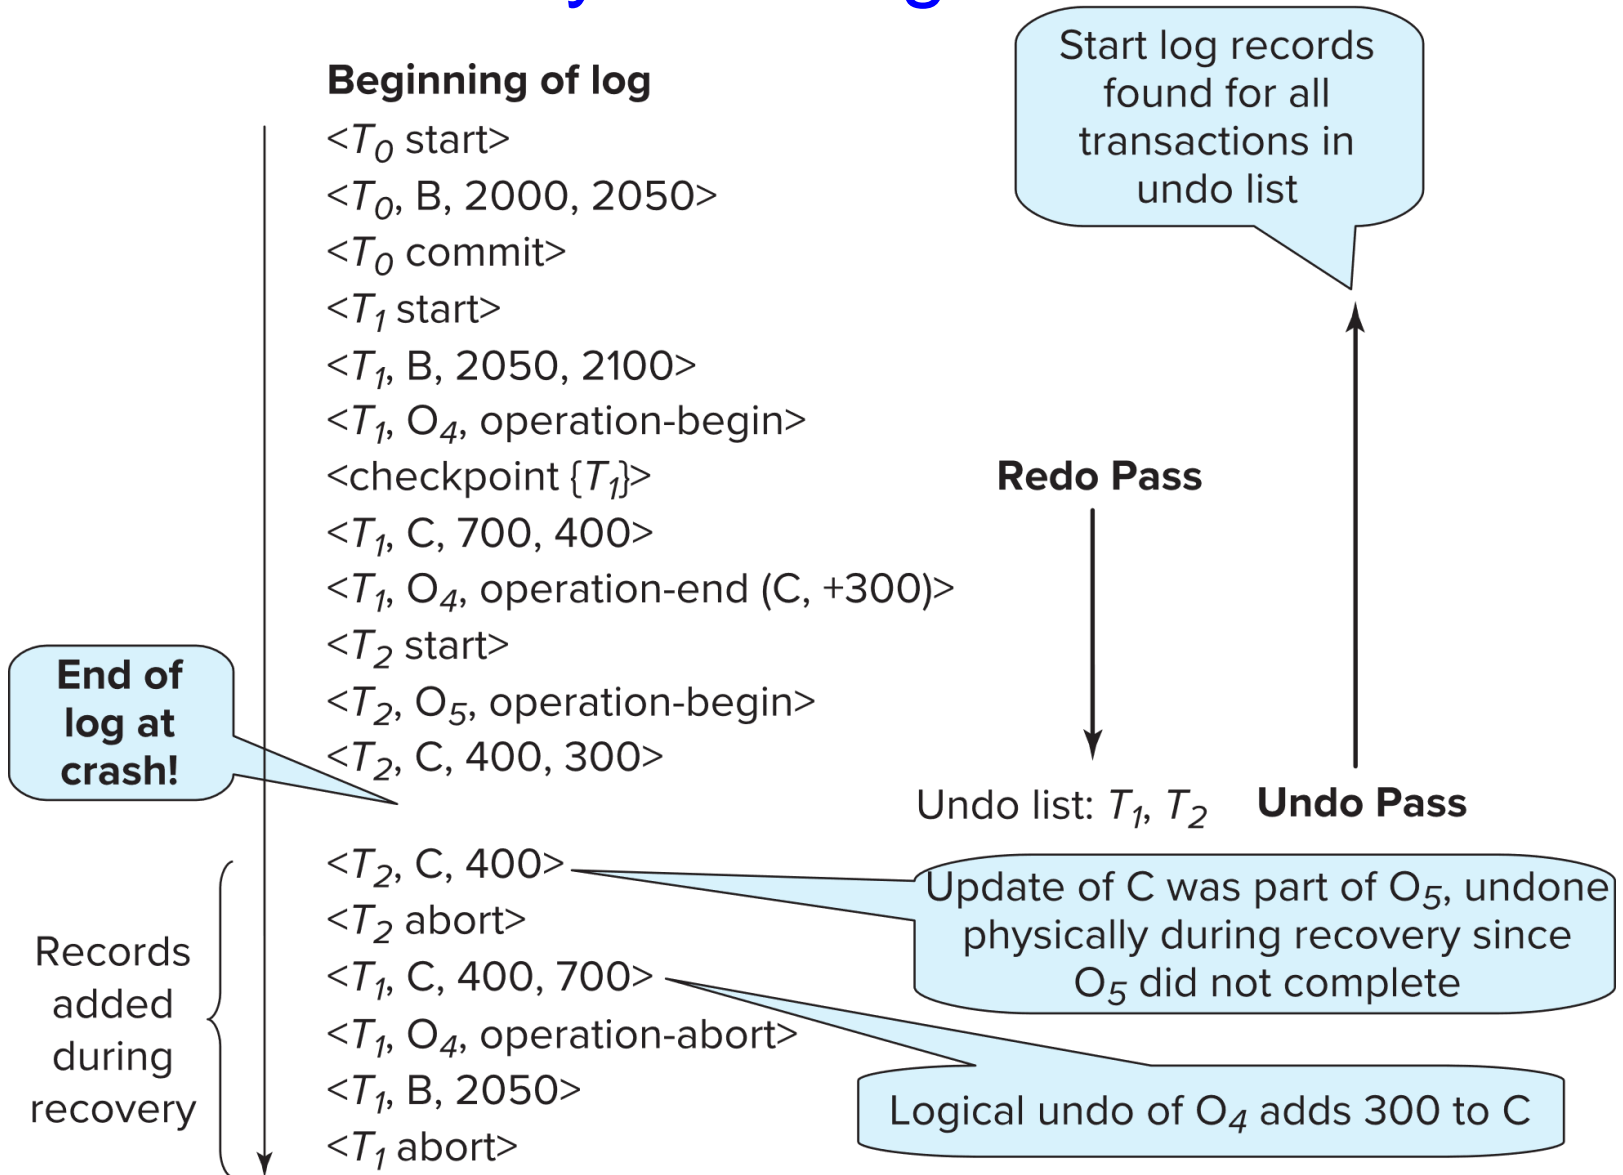 Beginning of log
<T0 start>
<T0, B, 2000, 2050>
<T0 commit>
<T1 start>
<T1, B, 2050, 2100>
<T1, O4, operation-begin>
<checkpoint {T1}>
<T1, C, 700, 400>
<T1, O4, operation-end (C, +300)>
<T2 start>
<T2, O5, operation-begin>
<T2, C, 400, 300>
End of
log at
crash!
Start log records
found for all
transactions in
undo list
Redo Pass
Undo list: T1, T2
Undo Pass
Records
added
during
recovery
<T2, C, 400>
<T2 abort>
<T1, C, 400, 700>
<T1, O4, operation-abort>
<T1, B, 2050>
<T1 abort>
Update of C was part of O5, undone
physically during recovery since
O5 did not complete
Logical undo of O4 adds 300 to C